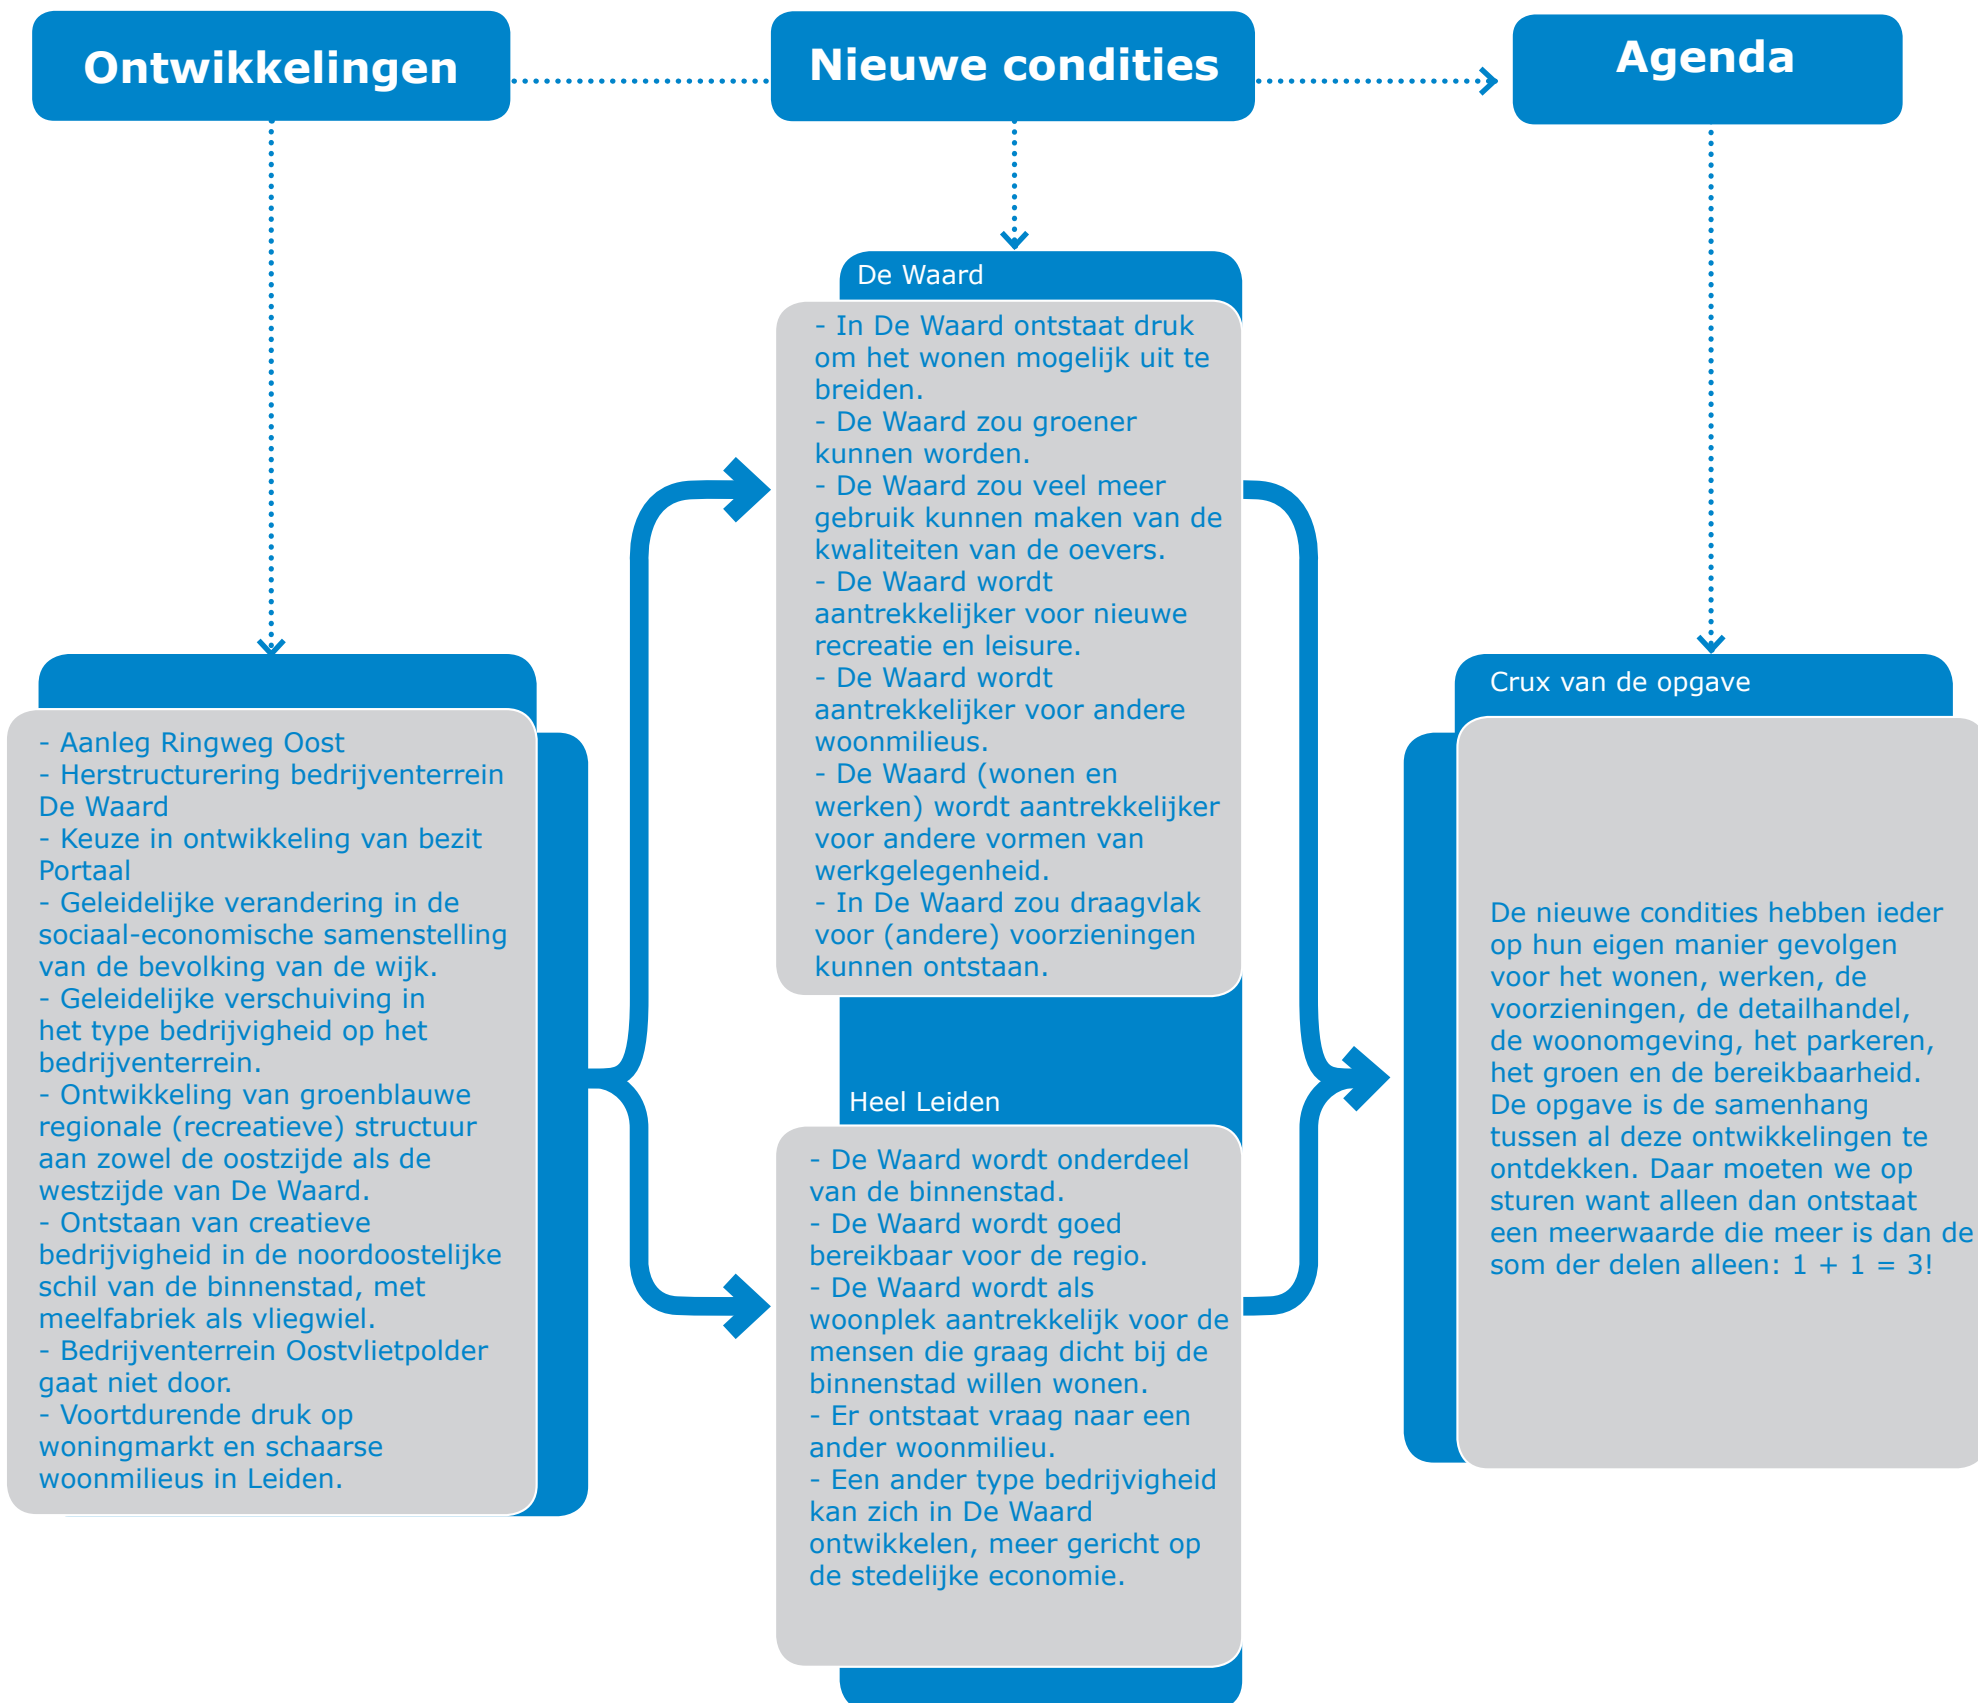 Ontwikkelingen
Nieuwe condities
Agenda
- Aanleg Ringweg Oost
- Herstructurering bedrijventerrein
De Waard
- Keuze in ontwikkeling van bezit
Portaal
- Geleidelijke verandering in de
sociaal-economische samenstelling
van de bevolking van de wijk.
- Geleidelijke verschuiving in
het type bedrijvigheid op het
bedrijventerrein.
- Ontwikkeling van groenblauwe
regionale (recreatieve) structuur
aan zowel de oostzijde als de
westzijde van De Waard.
- Ontstaan van creatieve
bedrijvigheid in de noordoostelijke
schil van de binnenstad, met
meelfabriek als vliegwiel.
- Bedrijventerrein Oostvlietpolder
gaat niet door.
- Voortdurende druk op
woningmarkt en schaarse
woonmilieus in Leiden.
De Waard
- In De Waard ontstaat druk
om het wonen mogelijk uit te
breiden.
- De Waard zou groener
kunnen worden.
- De Waard zou veel meer
gebruik kunnen maken van de
kwaliteiten van de oevers.
- De Waard wordt
aantrekkelijker voor nieuwe
recreatie en leisure.
- De Waard wordt
aantrekkelijker voor andere
woonmilieus.
- De Waard (wonen en
werken) wordt aantrekkelijker
voor andere vormen van
werkgelegenheid.
- In De Waard zou draagvlak
voor (andere) voorzieningen
kunnen ontstaan.
Heel Leiden
- De Waard wordt onderdeel
van de binnenstad.
- De Waard wordt goed
bereikbaar voor de regio.
- De Waard wordt als
woonplek aantrekkelijk voor de
mensen die graag dicht bij de
binnenstad willen wonen.
- Er ontstaat vraag naar een
ander woonmilieu.
- Een ander type bedrijvigheid
kan zich in De Waard
ontwikkelen, meer gericht op
de stedelijke economie.
Crux van de opgave
De nieuwe condities hebben ieder
op hun eigen manier gevolgen
voor het wonen, werken, de
voorzieningen, de detailhandel,
de woonomgeving, het parkeren,
het groen en de bereikbaarheid.
De opgave is de samenhang
tussen al deze ontwikkelingen te
ontdekken. Daar moeten we op
sturen want alleen dan ontstaat
een meerwaarde die meer is dan de
som der delen alleen: 1 + 1 = 3!